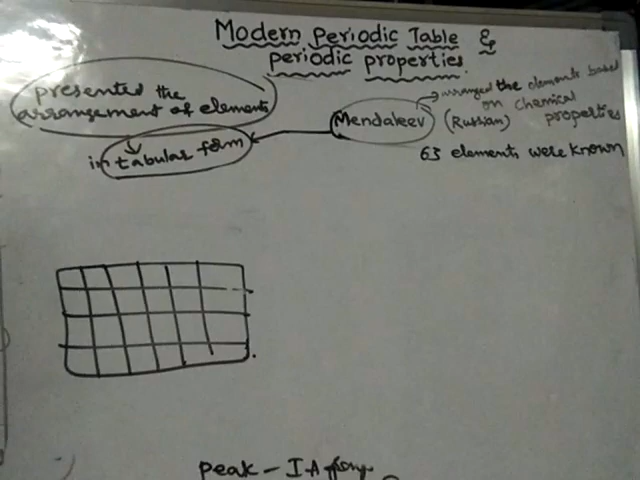 Modern Periodic Table &
periodic properties.
presented the
arrangement of elements
in tabular form
Mendaleev
(Russian)
arranged the elements based
on chemical
properties
63 elements were known
peak - IA